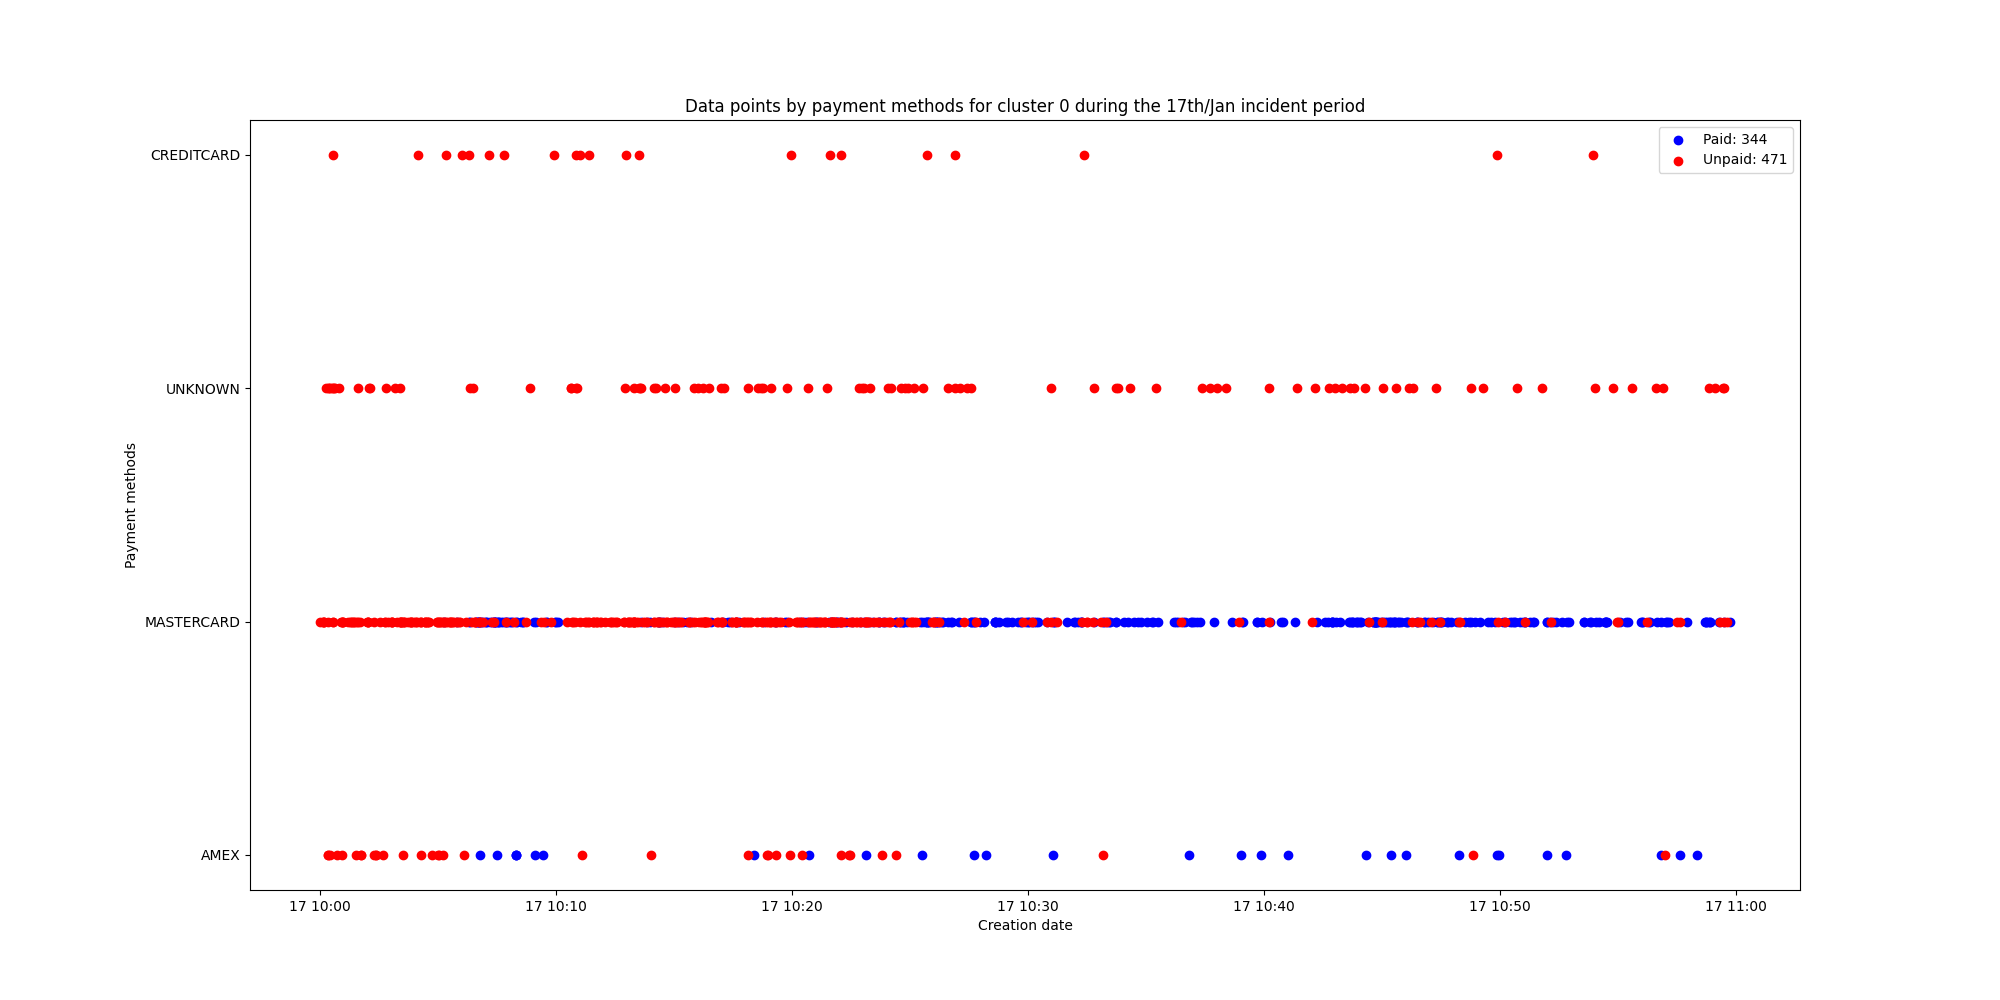 Data points by payment methods for cluster 0 during the 17th/Jan incident period
Paid: 344
Unpaid: 471
CREDITCARD
UNKNOWN
MASTERCARD
AMEX
Payment methods
17 10:00
17 10:10
17 10:20
17 10:30
17 10:40
17 10:50
17 11:00
Creation date